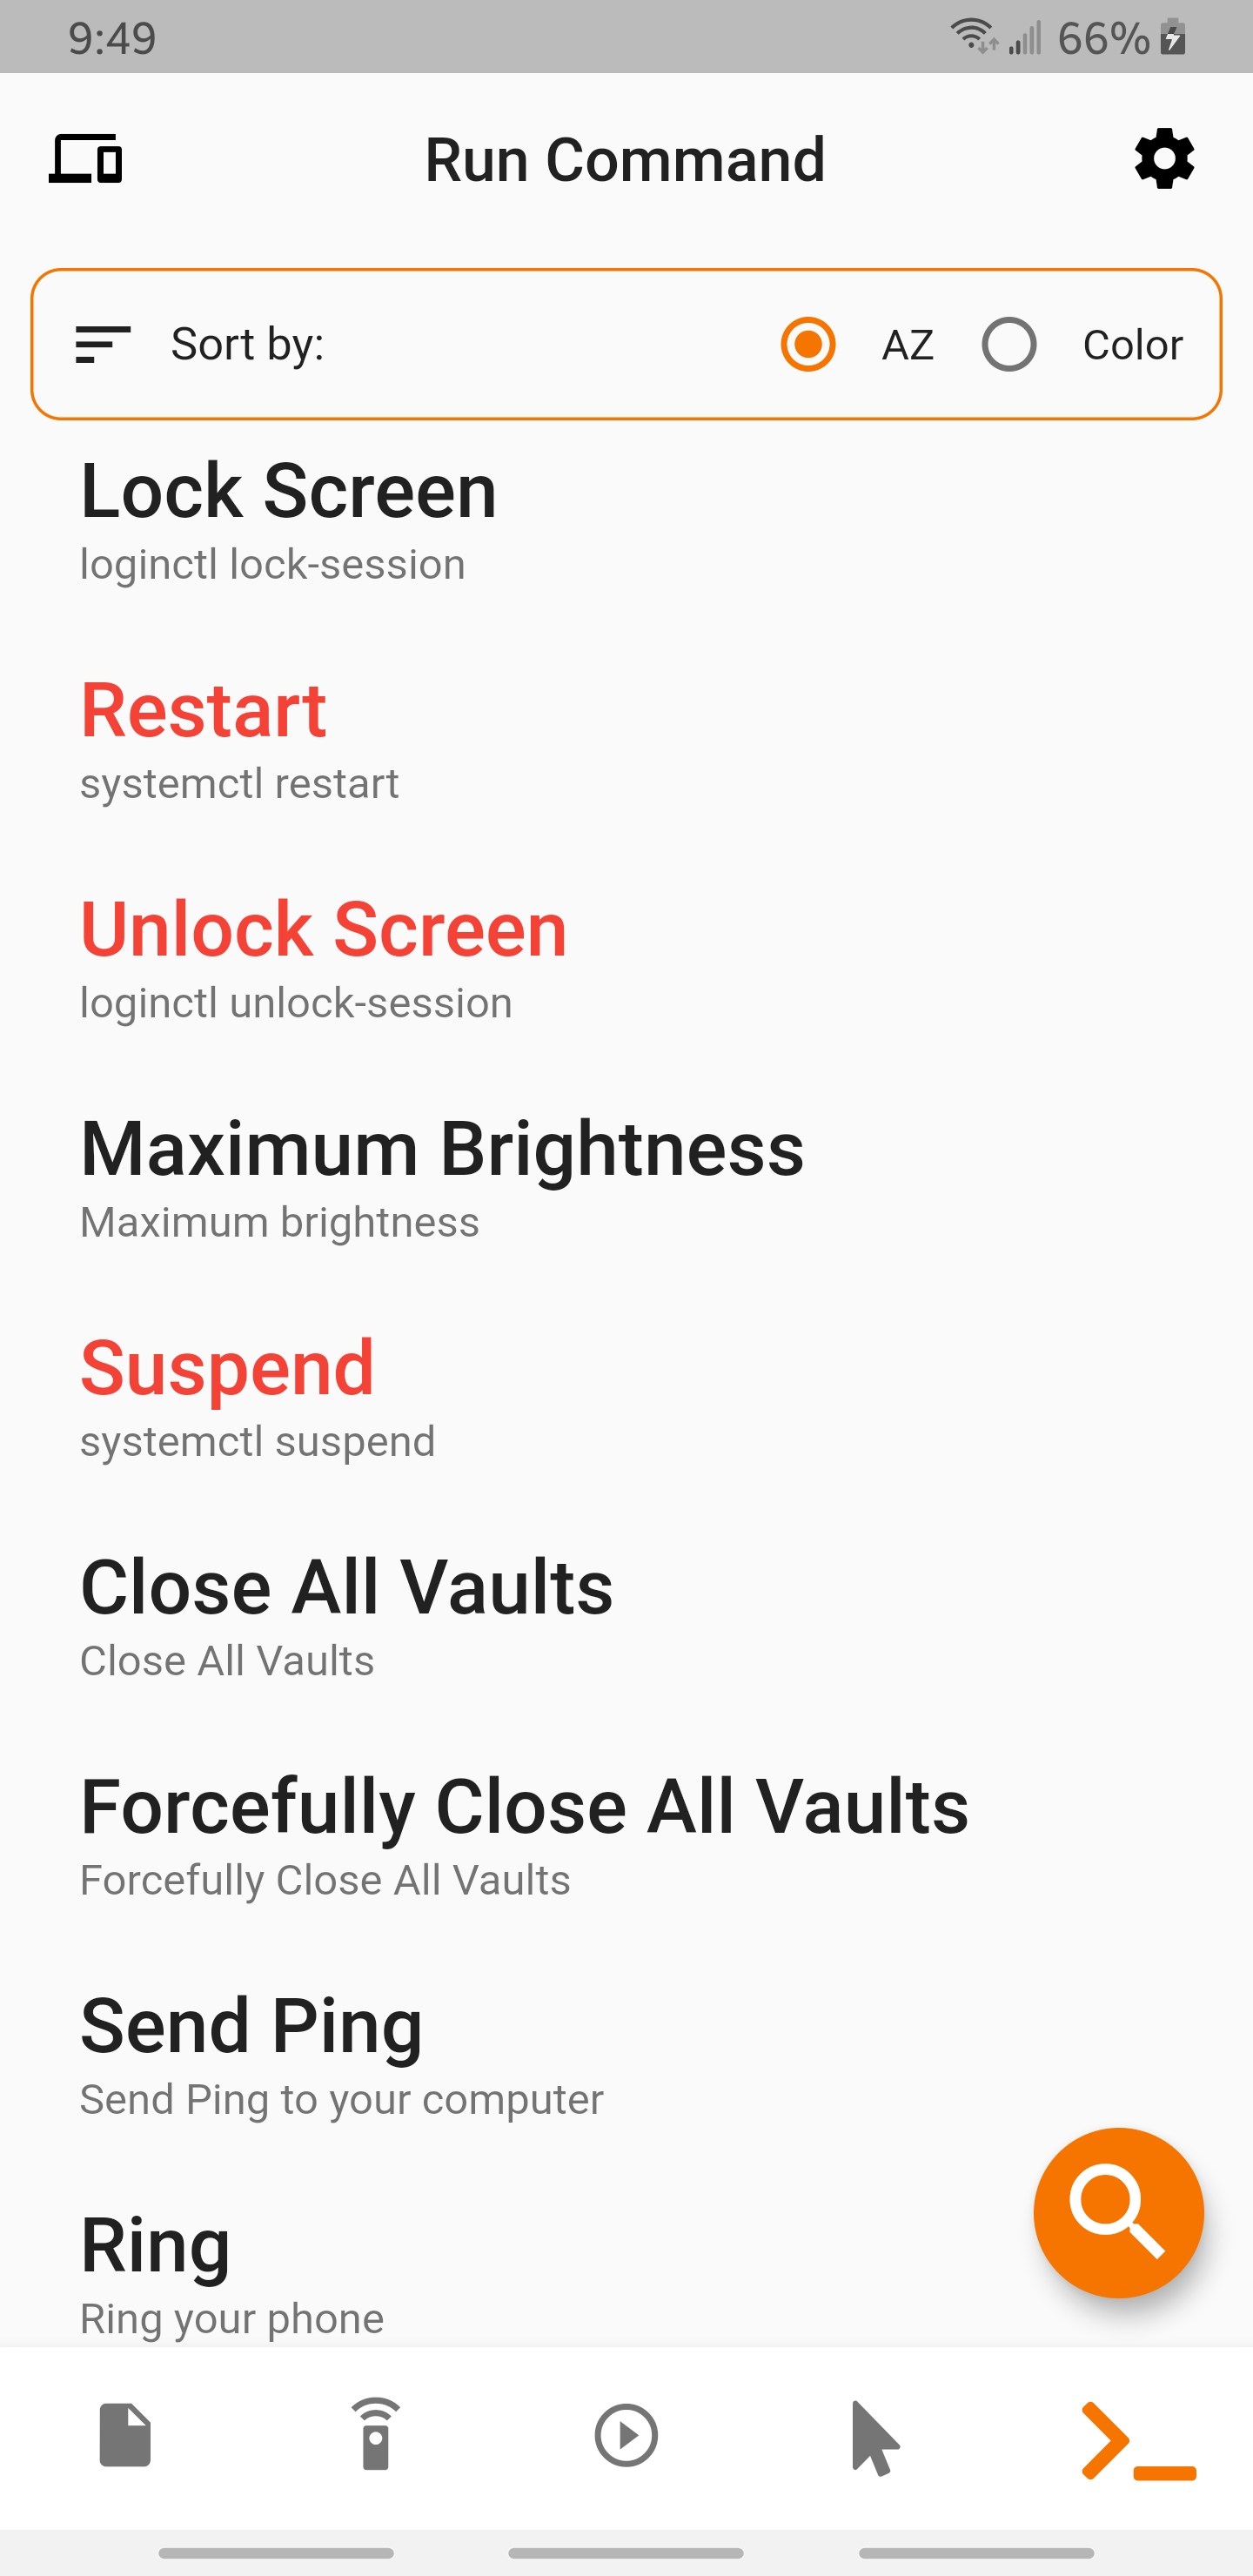 9:49
66%
Run Command
Sort by:
AZ
Color
Lock Screen
loginctl lock-session
Restart
systemctl restart
Unlock Screen
loginctl unlock-session
Maximum Brightness
Maximum brightness
Suspend
systemctl suspend
Close All Vaults
Close All Vaults
Forcefully Close All Vaults
Forcefully Close All Vaults
Send Ping
Send Ping to your computer
Ring
Ring your phone